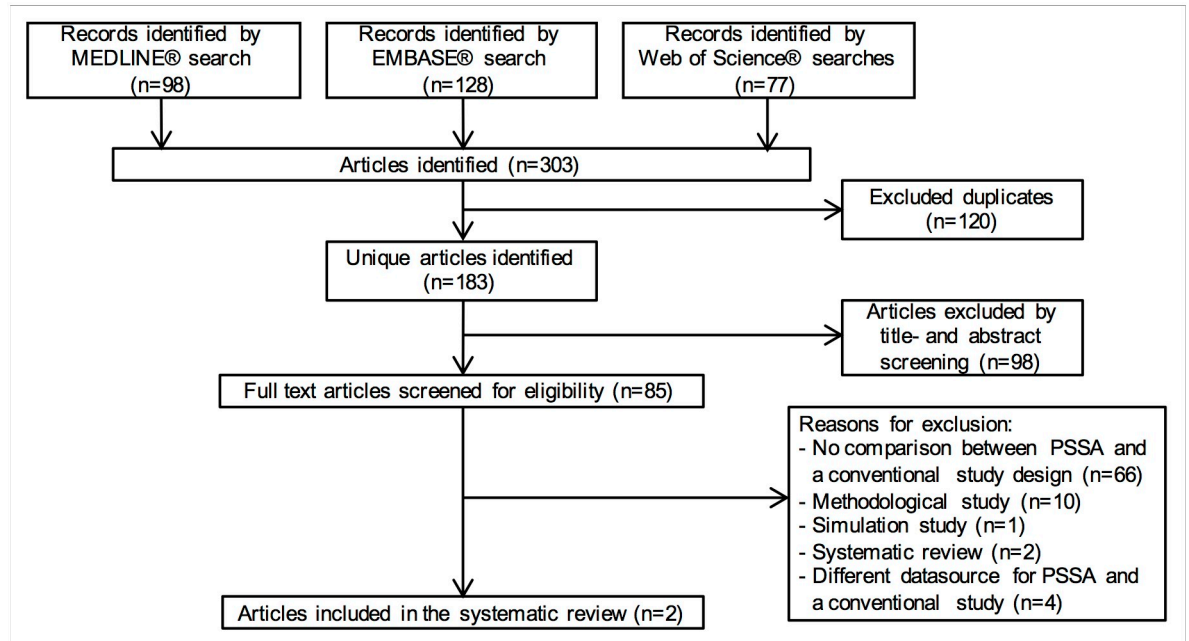 Records identified by
MEDLINE® search
(n=98)
Records identified by
EMBASE® search
(n=128)
Records identified by
Web of Science® searches
(n=77)
Articles identified (n=303)
Excluded duplicates
(n=120)
Unique articles identified
(n=183)
Articles excluded by
title- and abstract
screening (n=98)
Full text articles screened for eligibility (n=85)
Reasons for exclusion:
- No comparison between PSSA and
a conventional study design (n=66)
- Methodological study (n=10)
- Simulation study (n=1)
- Systematic review (n=2)
- Different datasource for PSSA and
a conventional study (n=4)
Articles included in the systematic review (n=2)